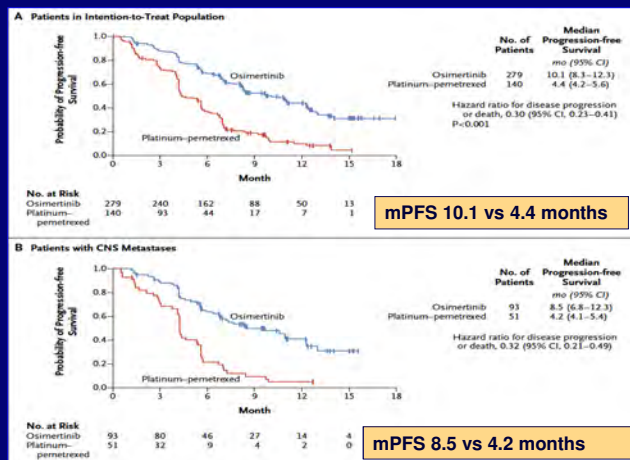 A Patients in Intention-to-Treat Population
Probability of Progression-free
Survival
1.0
0.8
0.6
0.4
0.2
0.0
0 3 6 9 12 15 18
Month
Osimertinib
Platinum-pemetrexed
No. of
Patients
Median
Progression-free
Survival
mo (95% CI)
Osimertinib 279 10.1 (8.3–12.3)
Platinum-pemetrexed 140 4.4 (4.2–5.6)
Hazard ratio for disease progression
or death, 0.30 (95% CI, 0.23–0.41)
P<0.001
No. at Risk
Osimertinib 279 240 162 88 50 13
Platinum– 140 93 44 17 7 1
pemetrexed
mPFS 10.1 vs 4.4 months
B Patients with CNS Metastases
Probability of Progression-free
Survival
1.0
0.8
0.6
0.4
0.2
0.0
0 3 6 9 12 15 18
Month
Osimertinib
Platinum-pemetrexed
No. of
Patients
Median
Progression-free
Survival
mo (95% CI)
Osimertinib 93 8.5 (6.8–12.3)
Platinum-pemetrexed 51 4.2 (4.1–5.4)
Hazard ratio for disease progression
or death, 0.32 (95% CI, 0.21–0.49)
No. at Risk
Osimertinib 93 80 46 27 14 4
Platinum– 51 32 9 4 2 0
pemetrexed
mPFS 8.5 vs 4.2 months